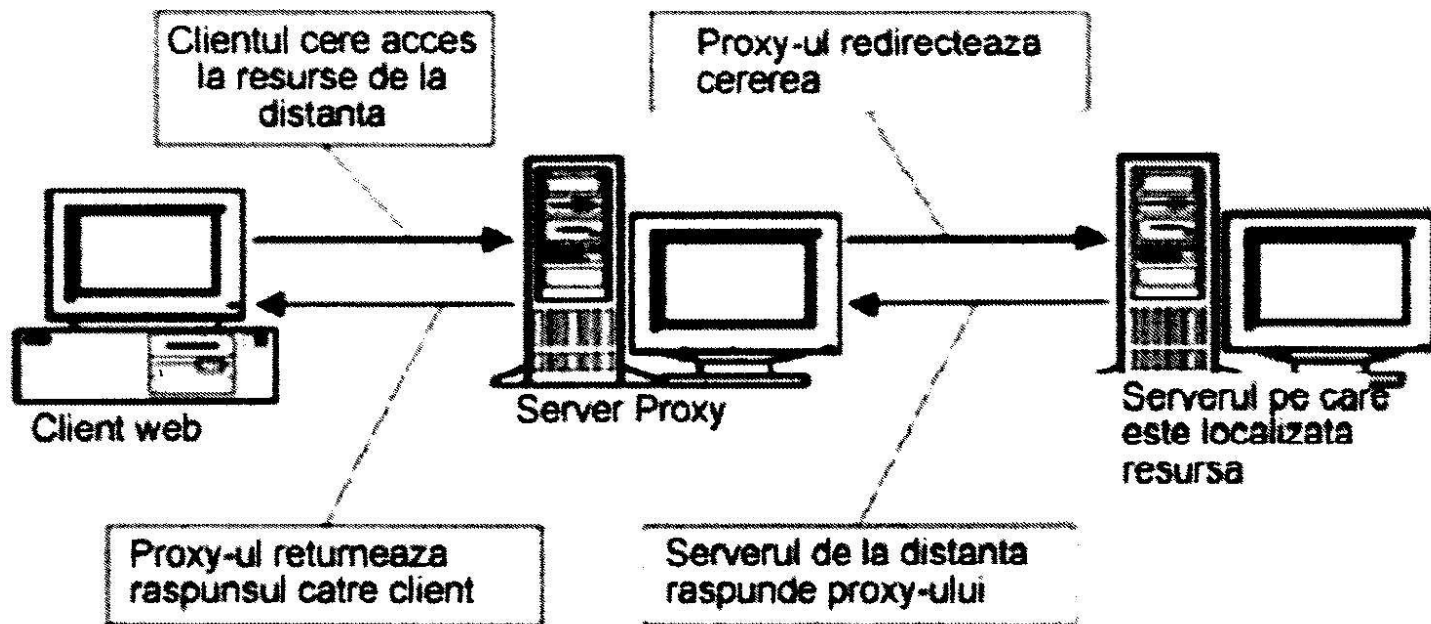 Clientul cere acces
la resurse de la
distanta
Proxy-ul redirecteaza
cererea
Client web
Server Proxy
Serverul pe care
este localizata
resursa
Proxy-ul returneaza
raspunsul catre client
Serverul de la distanta
raspunde proxy-ului